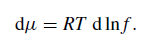 dμ = RT d ln f.